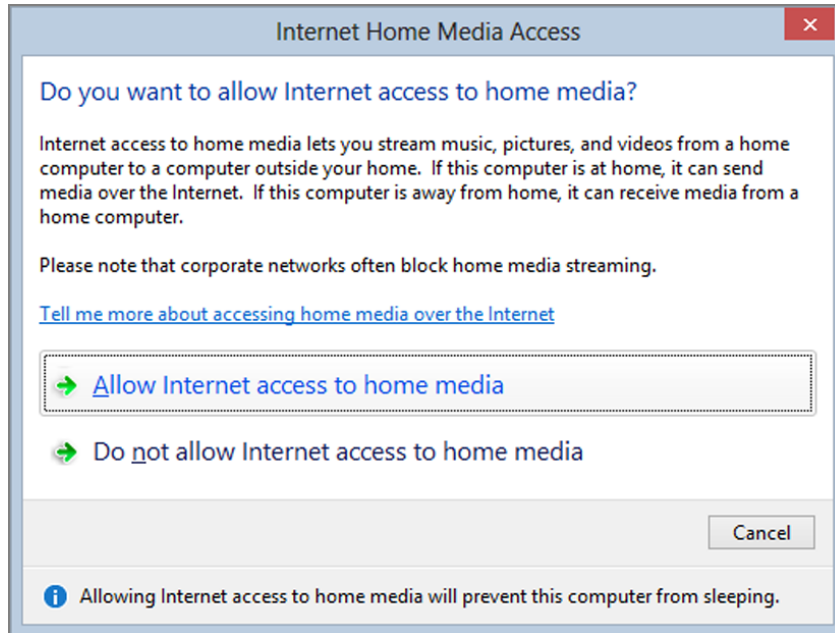 Internet Home Media Access
Do you want to allow Internet access to home media?
Internet access to home media lets you stream music, pictures, and videos from a home
computer to a computer outside your home.  If this computer is at home, it can send
media over the Internet.  If this computer is away from home, it can receive media from a
home computer.
Please note that corporate networks often block home media streaming.
Tell me more about accessing home media over the Internet
Allow Internet access to home media
Do not allow Internet access to home media
Cancel
Allowing Internet access to home media will prevent this computer from sleeping.